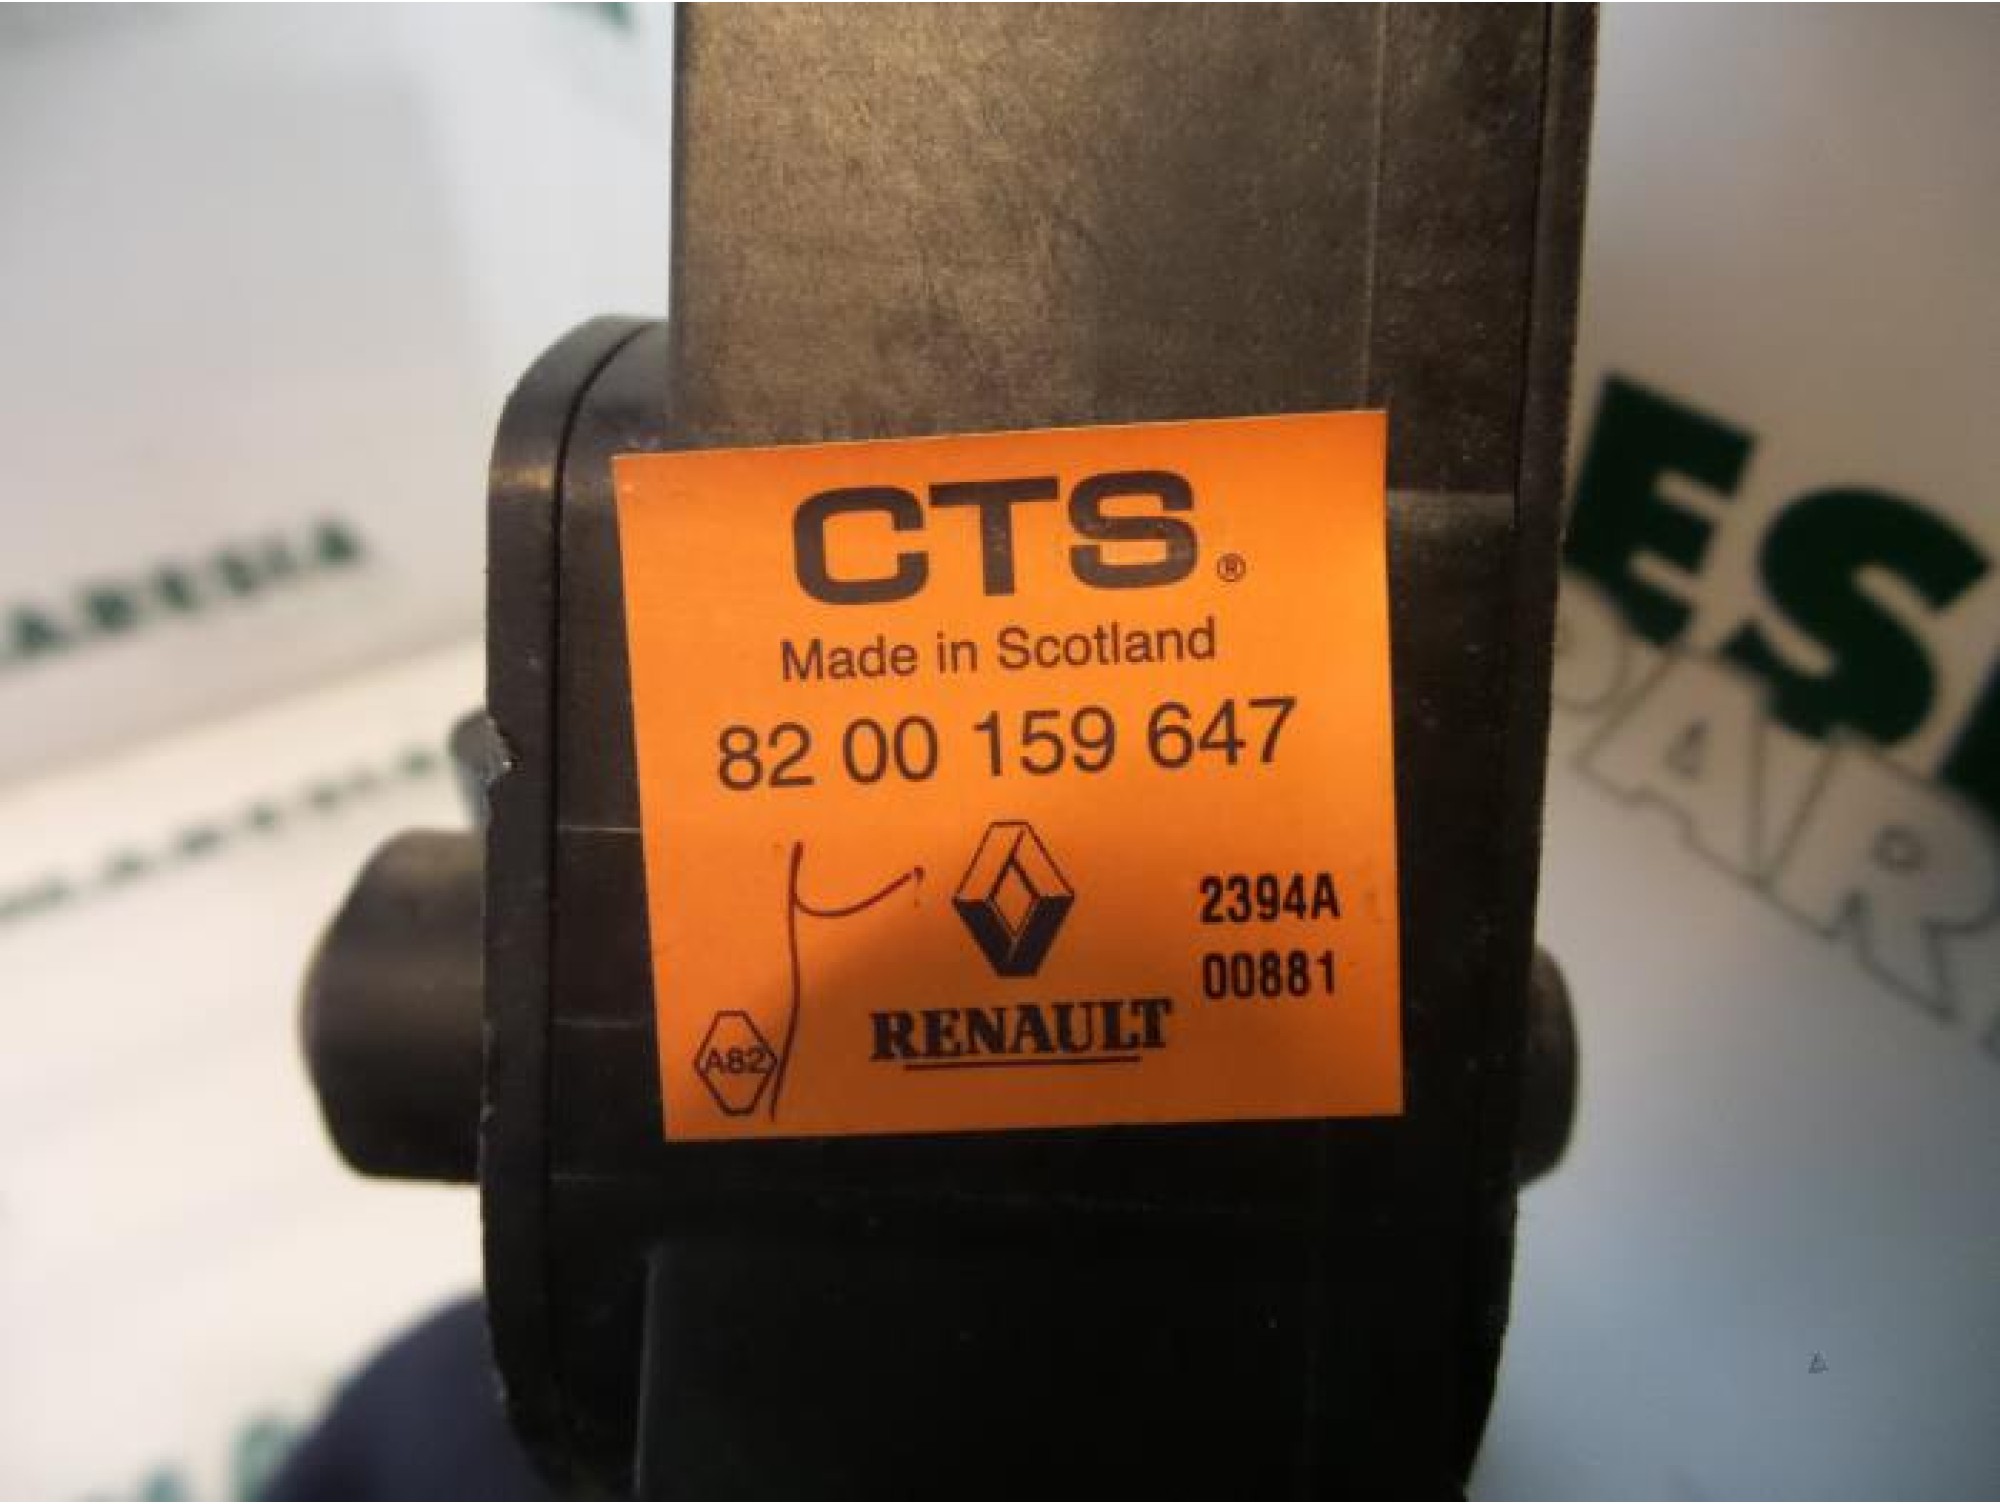 CTS®
Made in Scotland
82 00 159 647
2394A
00881
A82
RENAULT